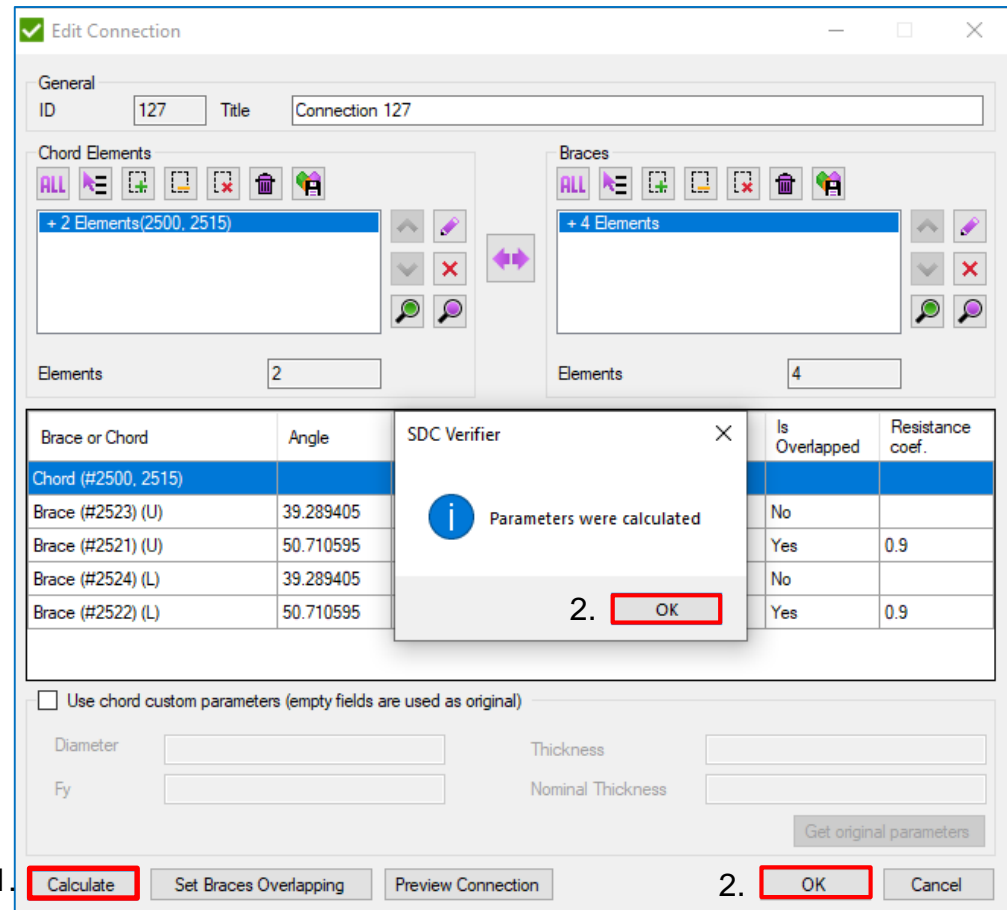 Edit Connection
General
ID 127 Title Connection 127
Chord Elements Braces
ALL ALL
+ 2 Elements(2500, 2515) + 4 Elements
Elements 2 Elements 4
Brace or Chord Angle SDC Verifier Is Overlapped Resistance coef.
Chord (#2500, 2515)
Brace (#2523) (U) 39.289405 Parameters were calculated No
Brace (#2521) (U) 50.710595 Yes 0.9
Brace (#2524) (L) 39.289405 No
Brace (#2522) (L) 50.710595 2. OK Yes 0.9
Use chord custom parameters (empty fields are used as original)
Diameter Thickness
Fy Nominal Thickness
Get original parameters
1. Calculate Set Braces Overlapping Preview Connection 2. OK Cancel